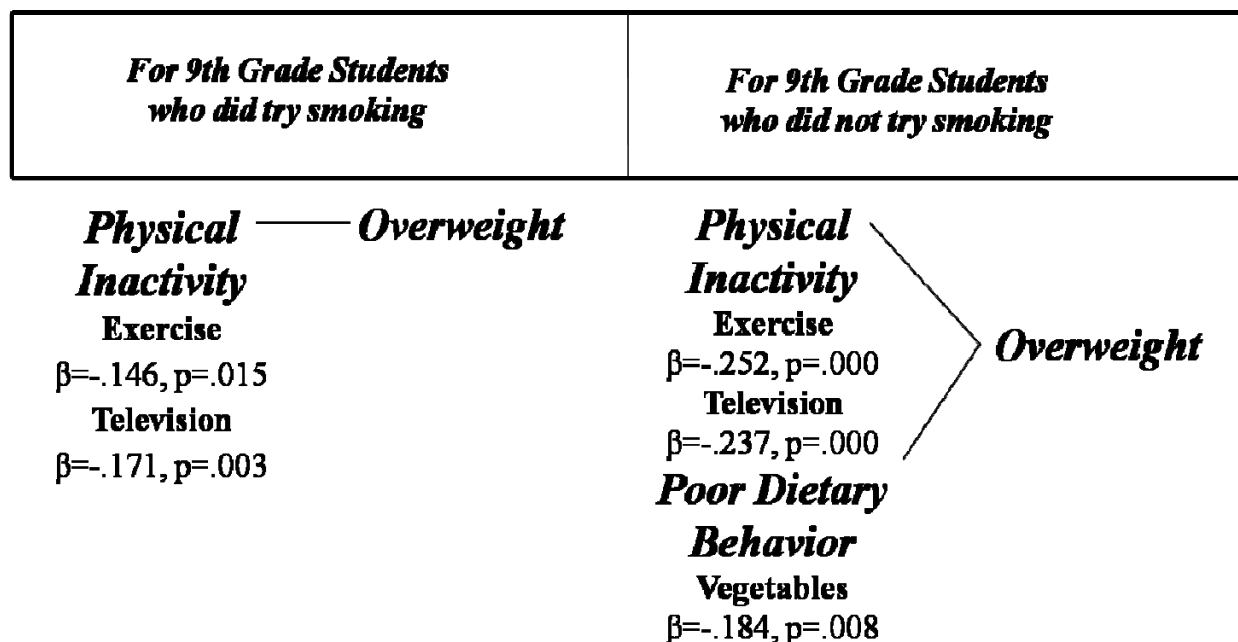 For 9th Grade Students
who did try smoking
For 9th Grade Students
who did not try smoking
Physical
Inactivity
Exercise
β=-.146, p=.015
Television
β=-.171, p=.003
Overweight
Physical
Inactivity
Exercise
β=-.252, p=.000
Television
β=-.237, p=.000
Poor Dietary
Behavior
Vegetables
β=-.184, p=.008
Overweight